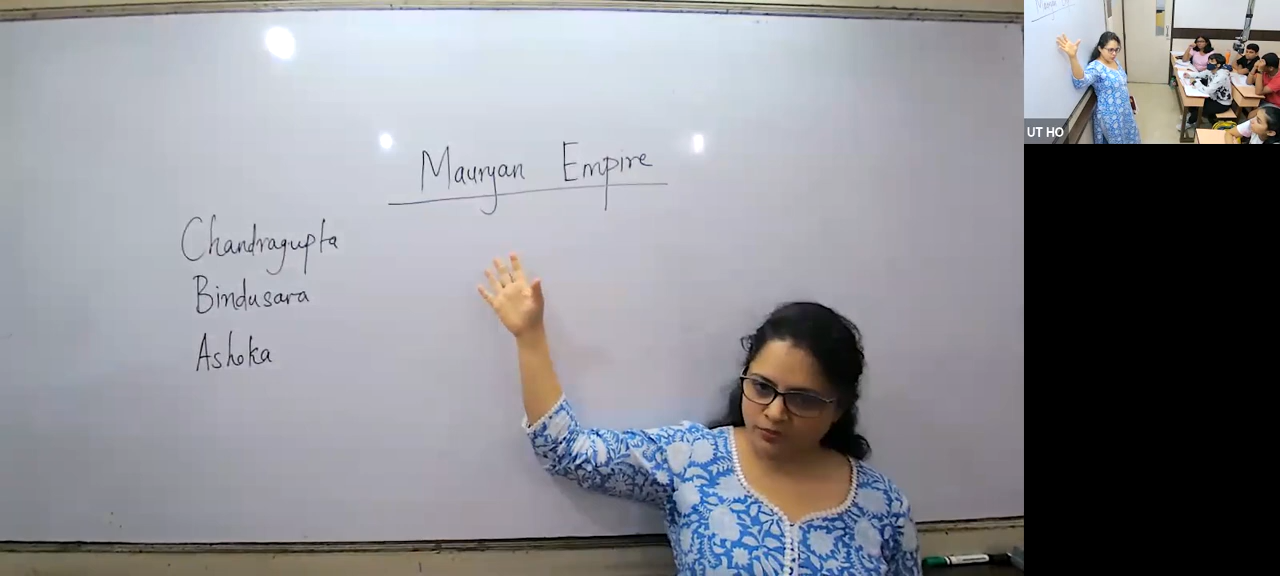 Mauryan Empire
Chandragupta
Bindusara
Ashoka
UT HO